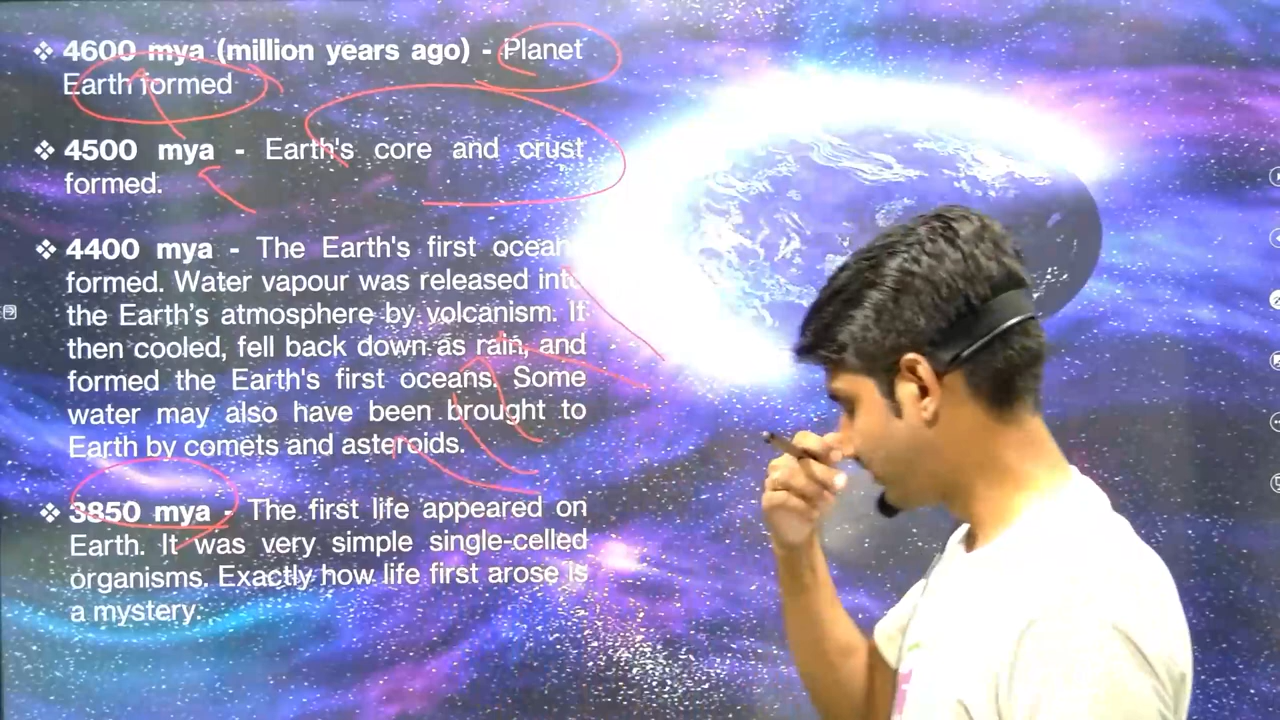 ❖ 4600 mya (million years ago) - Planet
Earth formed
❖ 4500 mya - Earth's core and crust
formed.
❖ 4400 mya - The Earth's first ocean
formed. Water vapour was released into
the Earth's atmosphere by volcanism. It
then cooled, fell back down as rain, and
formed the Earth's first oceans. Some
water may also have been brought to
Earth by comets and asteroids.
❖ 3850 mya - The first life appeared on
Earth. It was very simple single-celled
organisms. Exactly how life first arose is
a mystery.